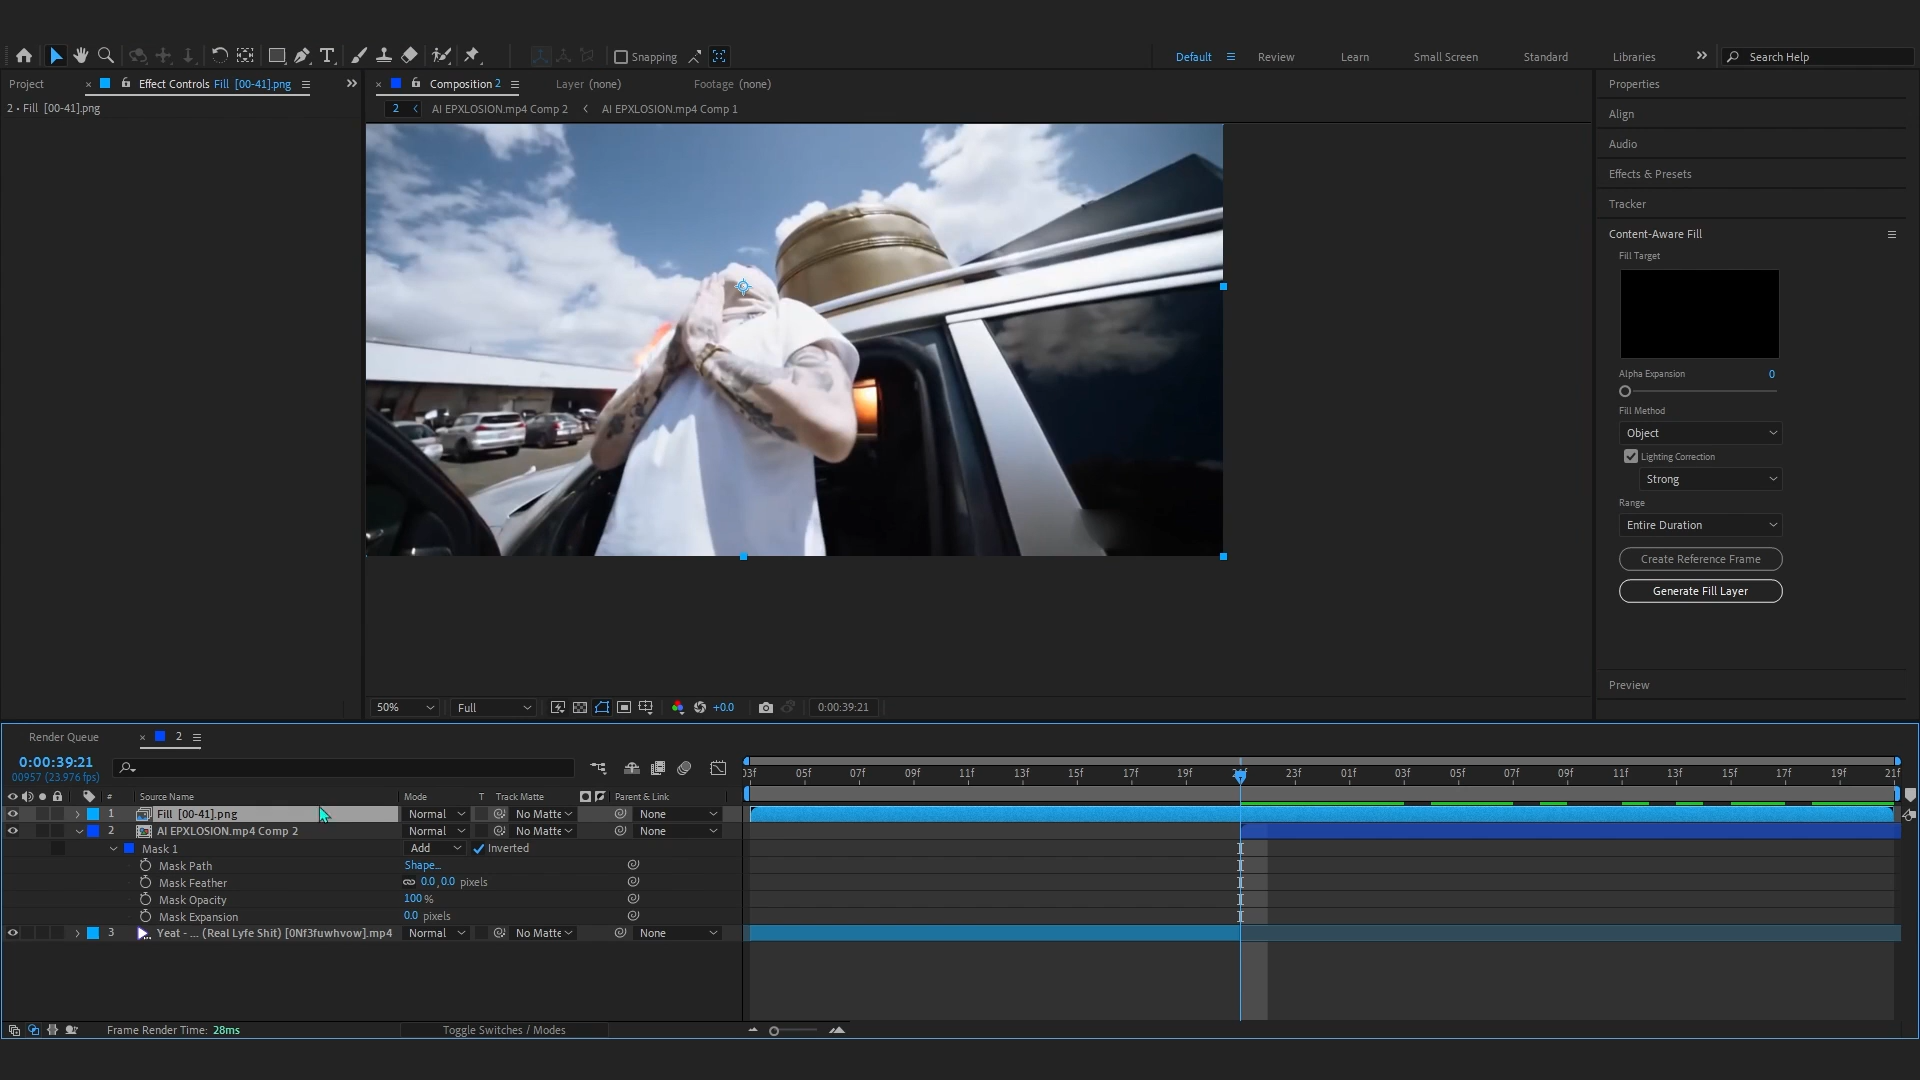 Snapping
Default
Review
Learn
Small Screen
Standard
Libraries
Search Help
Project
Effect Controls Fill [00-41].png
Composition 2
Layer (none)
Footage (none)
Properties
2 • Fill [00-41].png
2
AI EPXLOSION.mp4 Comp 2
AI EPXLOSION.mp4 Comp 1
Align
Audio
Effects & Presets
Tracker
Content-Aware Fill
Fill Target
Alpha Expansion 0
Fill Method
Object
Lighting Correction
Strong
Range
Entire Duration
Create Reference Frame
Generate Fill Layer
Preview
50%
Full
+0.0
0:00:39:21
Render Queue
2
0:00:39:21
00957 (23.976 fps)
03f 05f 07f 09f 11f 13f 15f 17f 19f 21f 23f 01f 03f 05f 07f 09f 11f 13f 15f 17f 19f 21f
# Source Name Mode T Track Matte Parent & Link
1 Fill [00-41].png Normal No Matte None
2 AI EPXLOSION.mp4 Comp 2 Normal No Matte None
Mask 1 Add Inverted
Mask Path Shape...
Mask Feather 0.0, 0.0 pixels
Mask Opacity 100 %
Mask Expansion 0.0 pixels
3 Yeat - ... (Real Lyfe Shit) [0Nf3fuwhvow].mp4 Normal No Matte None
Frame Render Time: 28ms
Toggle Switches / Modes